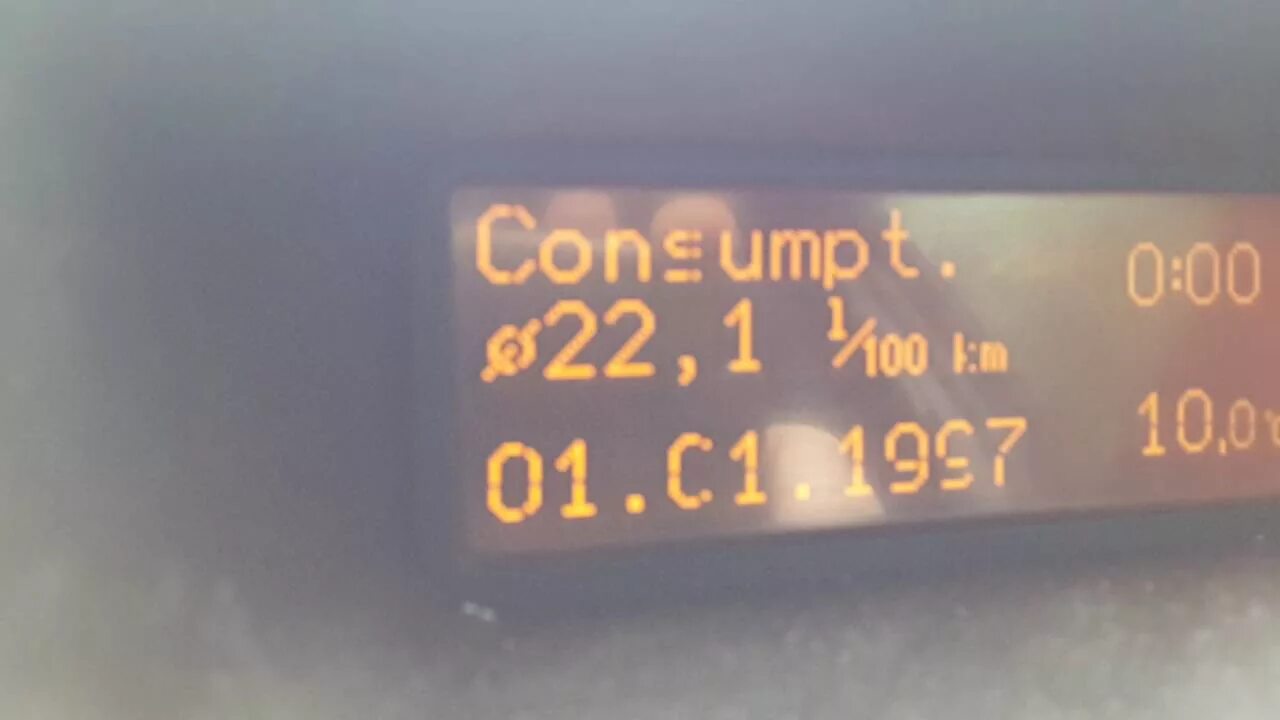 Consumpt.
0:00
ø22,1 l/100 km
10,0°
01.01.1997